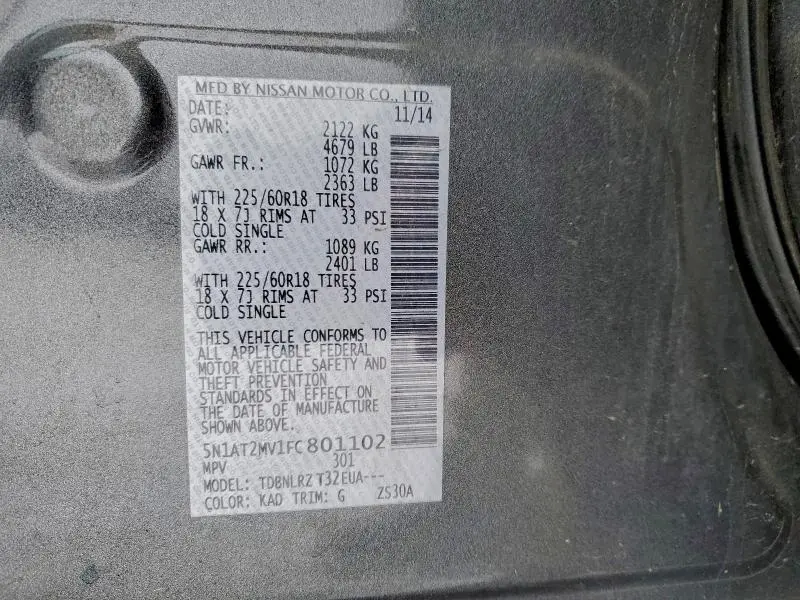 MFD BY NISSAN MOTOR CO., LTD.
DATE: 11/14
GVWR: 2122 KG
4679 LB
GAWR FR.: 1072 KG
2363 LB
WITH 225/60R18 TIRES
18 X 7J RIMS AT 33 PSI
COLD SINGLE
GAWR RR.: 1089 KG
2401 LB
WITH 225/60R18 TIRES
18 X 7J RIMS AT 33 PSI
COLD SINGLE
THIS VEHICLE CONFORMS TO
ALL APPLICABLE FEDERAL
MOTOR VEHICLE SAFETY AND
THEFT PREVENTION
STANDARDS IN EFFECT ON
THE DATE OF MANUFACTURE
SHOWN ABOVE.
5N1AT2MV1FC801102
MPV 301
MODEL: TDBNLRZ T32EUA---
COLOR: KAD TRIM: G ZS30A